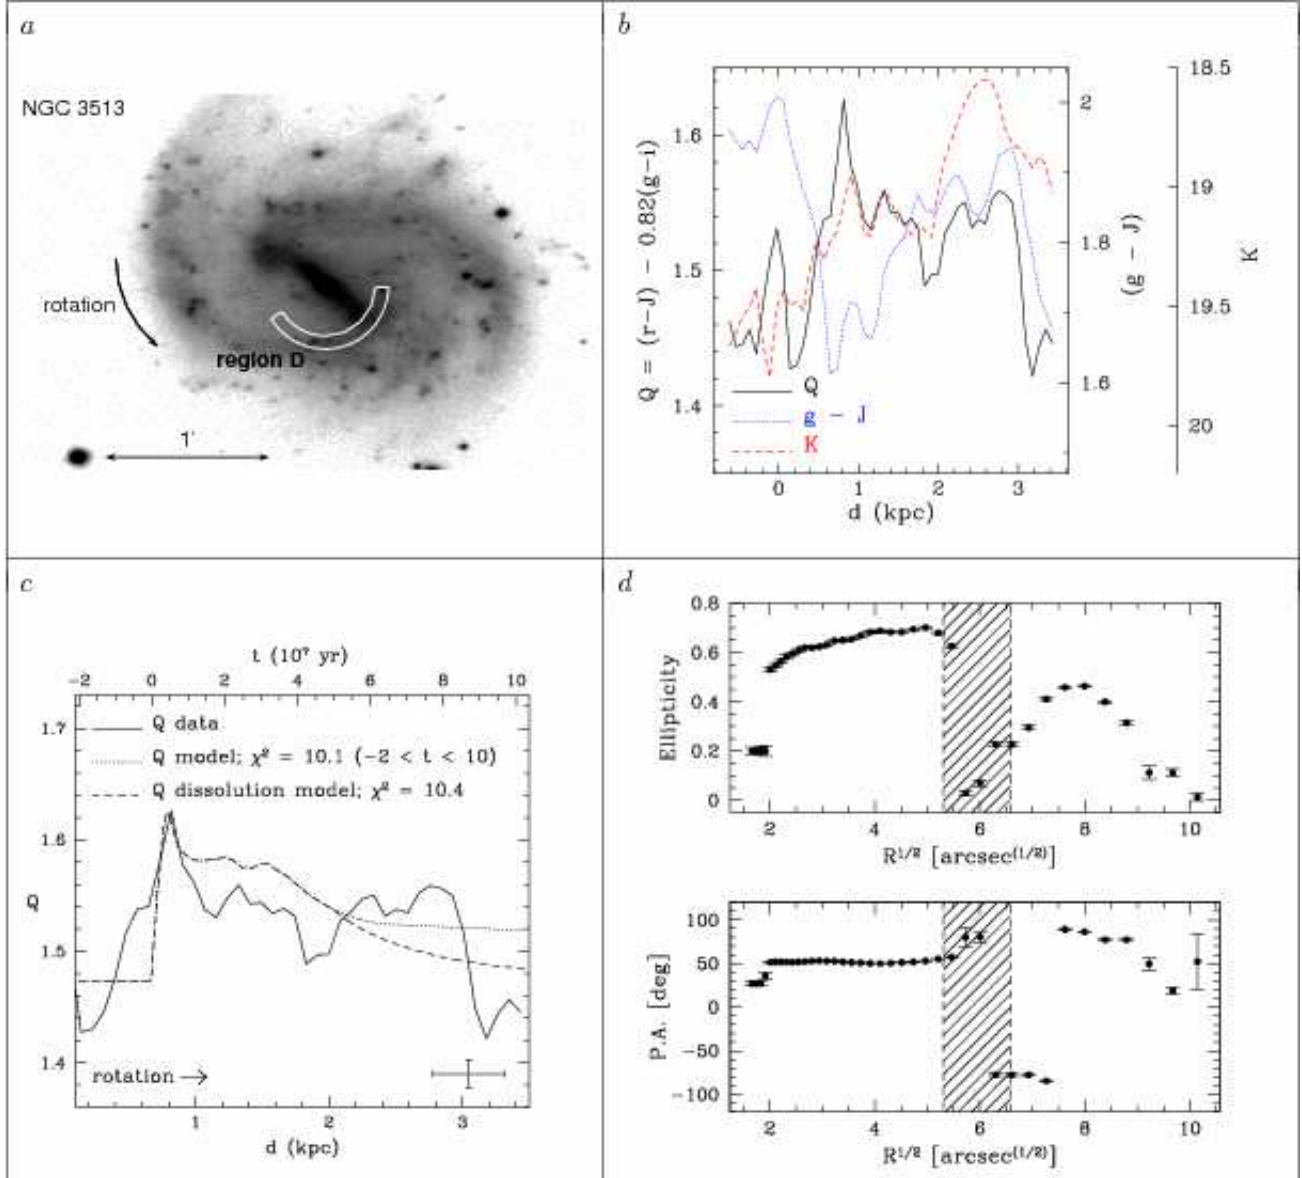 a
NGC 3513
rotation
region D
1'
b
1.6
1.5
1.4
Q = (r-J) - 0.82(g-i)
2
1.8
1.6
(g - J)
18.5
19
19.5
20
K
Q
g - J
K
0 1 2 3
d (kpc)
c
t (10⁷ yr)
-2 0 2 4 6 8 10
1.7
1.6
1.5
1.4
Q
Q data
Q model; χ² = 10.1 (-2 < t < 10)
Q dissolution model; χ² = 10.4
rotation →
1 2 3
d (kpc)
d
0.8
0.6
0.4
0.2
0
Ellipticity
2 4 6 8 10
R^1/2 [arcsec^(1/2)]
100
50
0
-50
-100
P.A. [deg]
2 4 6 8 10
R^1/2 [arcsec^(1/2)]